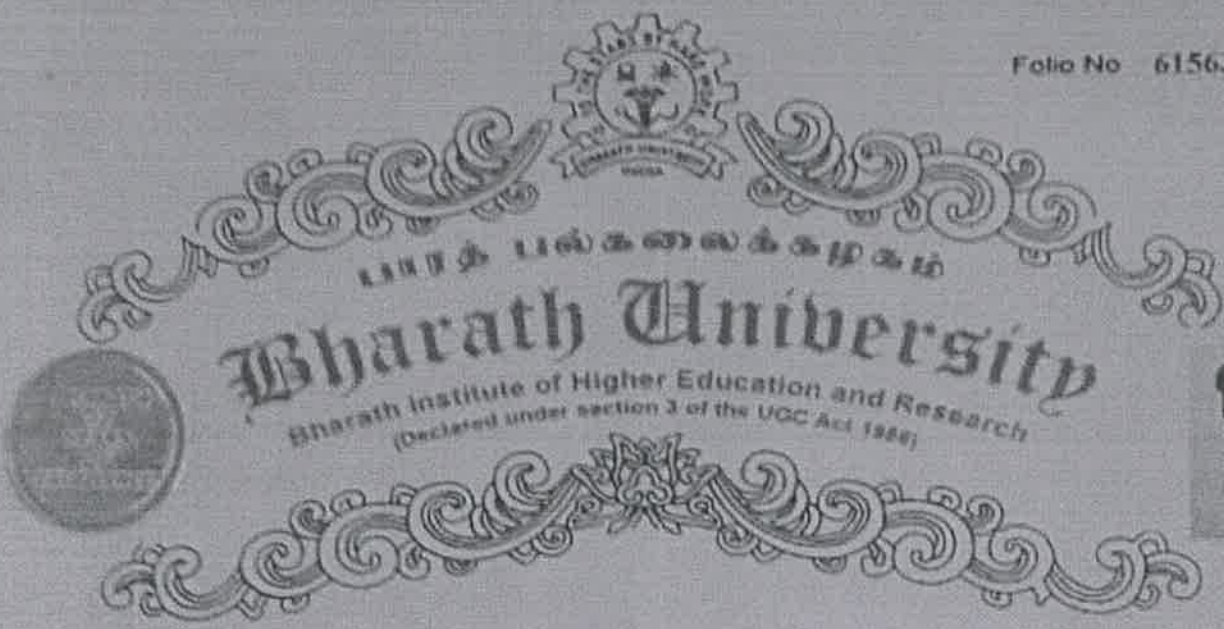 Folio No 6156
பாரத் பல்கலைக்கழகம்
Bharath University
Bharath Institute of Higher Education and Research
(Declared under section 3 of the UGC Act 1956)